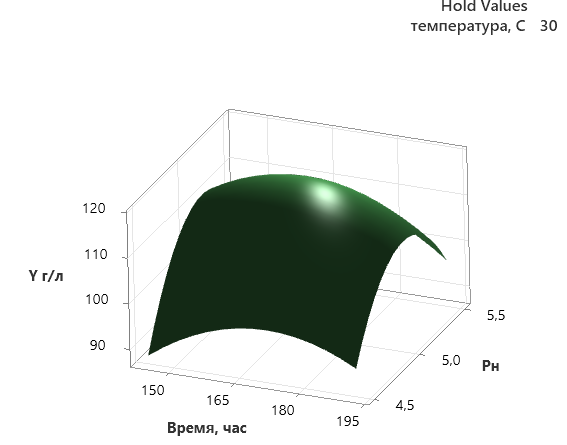 Hold Values
температура, С 30
120
110
Y г/л
100
90
5,5
5,0
Рн
4,5
150
165
180
195
Время, час